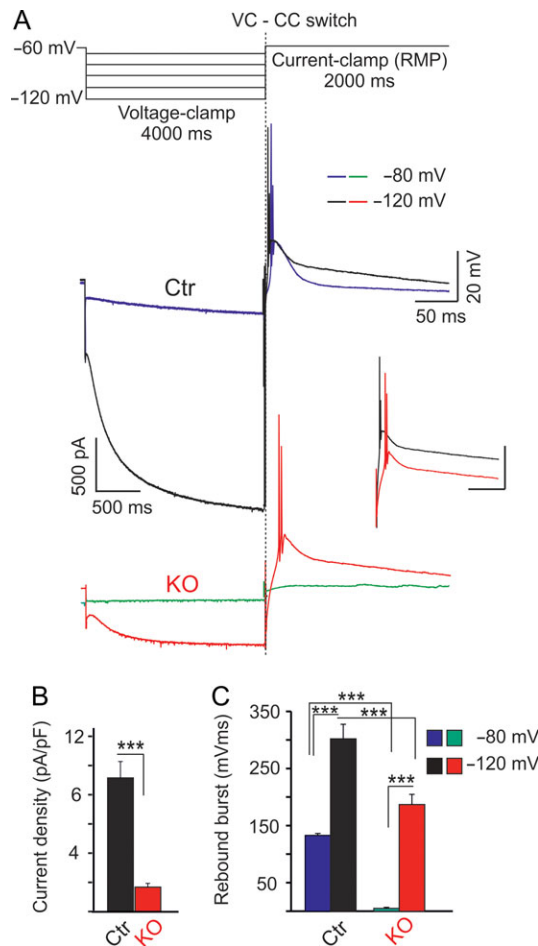 A
VC - CC switch
–60 mV
–120 mV
Current-clamp (RMP)
2000 ms
Voltage-clamp
4000 ms
–80 mV
–120 mV
Ctr
20 mV
50 ms
500 pA
500 ms
KO
B
C
Current density (pA/pF)
12
6
4
***
Ctr
KO
Rebound burst (mVms)
350
250
150
50
***
***
***
***
–80 mV
–120 mV
Ctr
KO